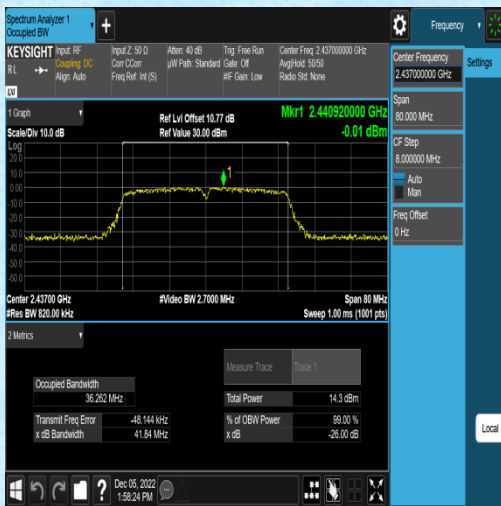 Spectrum Analyzer 1
Occupied BW
Frequency
KEYSIGHT
Input: RF
Coupling: DC
Align: Auto
Input Z: 50 Ω
Corr CCorr
Freq Ref: Int (S)
Atten: 40 dB
µW Path: Standard
Trig: Free Run
Gate: Off
#IF Gain: Low
Center Freq: 2.437000000 GHz
Avg|Hold: 50/50
Radio Std: None
RL
Center Frequency
2.437000000 GHz
Settings
Span
80.000 MHz
CF Step
8.000000 MHz
Auto
Man
Freq Offset
0 Hz
Local
1 Graph
Scale/Div 10.0 dB
Ref Lvl Offset 10.77 dB
Ref Value 30.00 dBm
Mkr1 2.440920000 GHz
-0.01 dBm
Log
20.0
10.0
0.00
-10.0
-20.0
-30.0
-40.0
-50.0
-60.0
1
Center 2.43700 GHz
#Res BW 820.00 kHz
#Video BW 2.7000 MHz
Span 80 MHz
Sweep 1.00 ms (1001 pts)
2 Metrics
Measure Trace
Trace 1
Occupied Bandwidth
36.262 MHz
Total Power
14.3 dBm
Transmit Freq Error
-48.144 kHz
% of OBW Power
99.00 %
x dB Bandwidth
41.84 MHz
x dB
-26.00 dB
?
Dec 05, 2022
1:58:24 PM